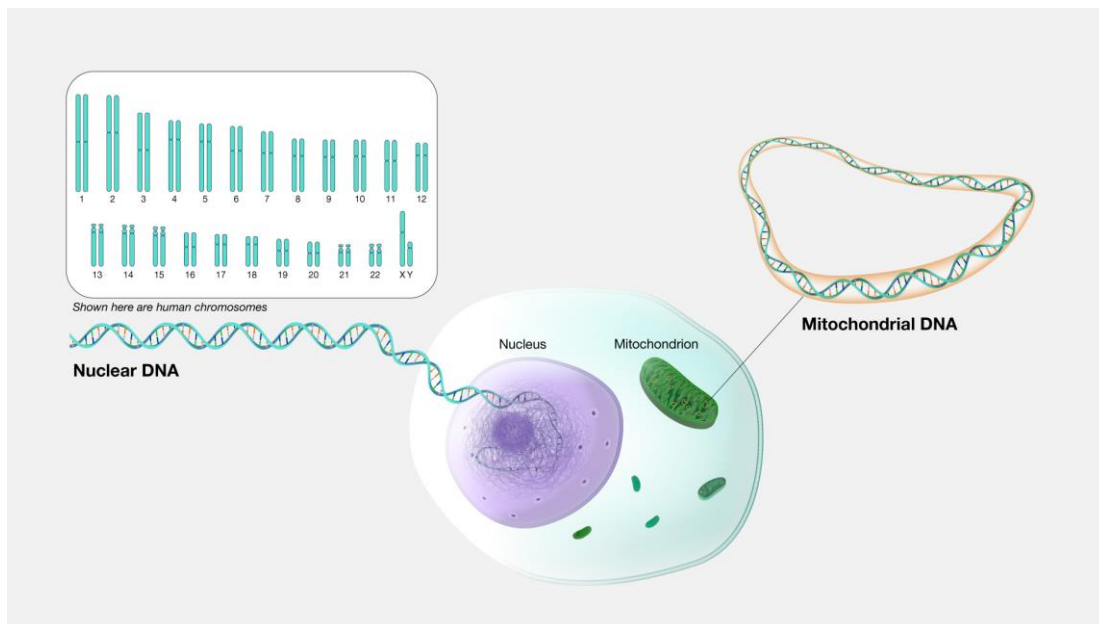 1 2 3 4 5 6 7 8 9 10 11 12
13 14 15 16 17 18 19 20 21 22 X Y
Shown here are human chromosomes
Nuclear DNA
Nucleus
Mitochondrion
Mitochondrial DNA